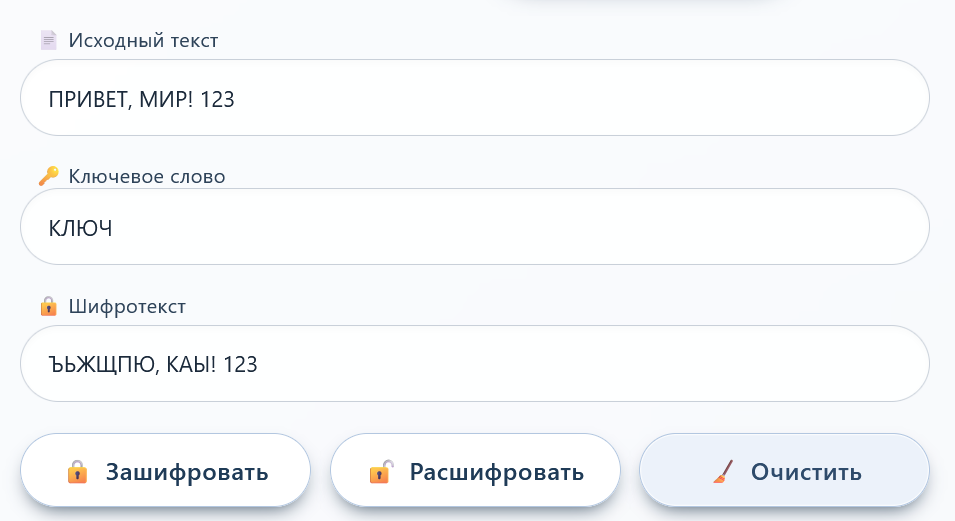 Исходный текст
ПРИВЕТ, МИР! 123
Ключевое слово
КЛЮЧ
Шифротекст
ЪЬЖЩПЮ, КАЫ! 123
Зашифровать
Расшифровать
Очистить